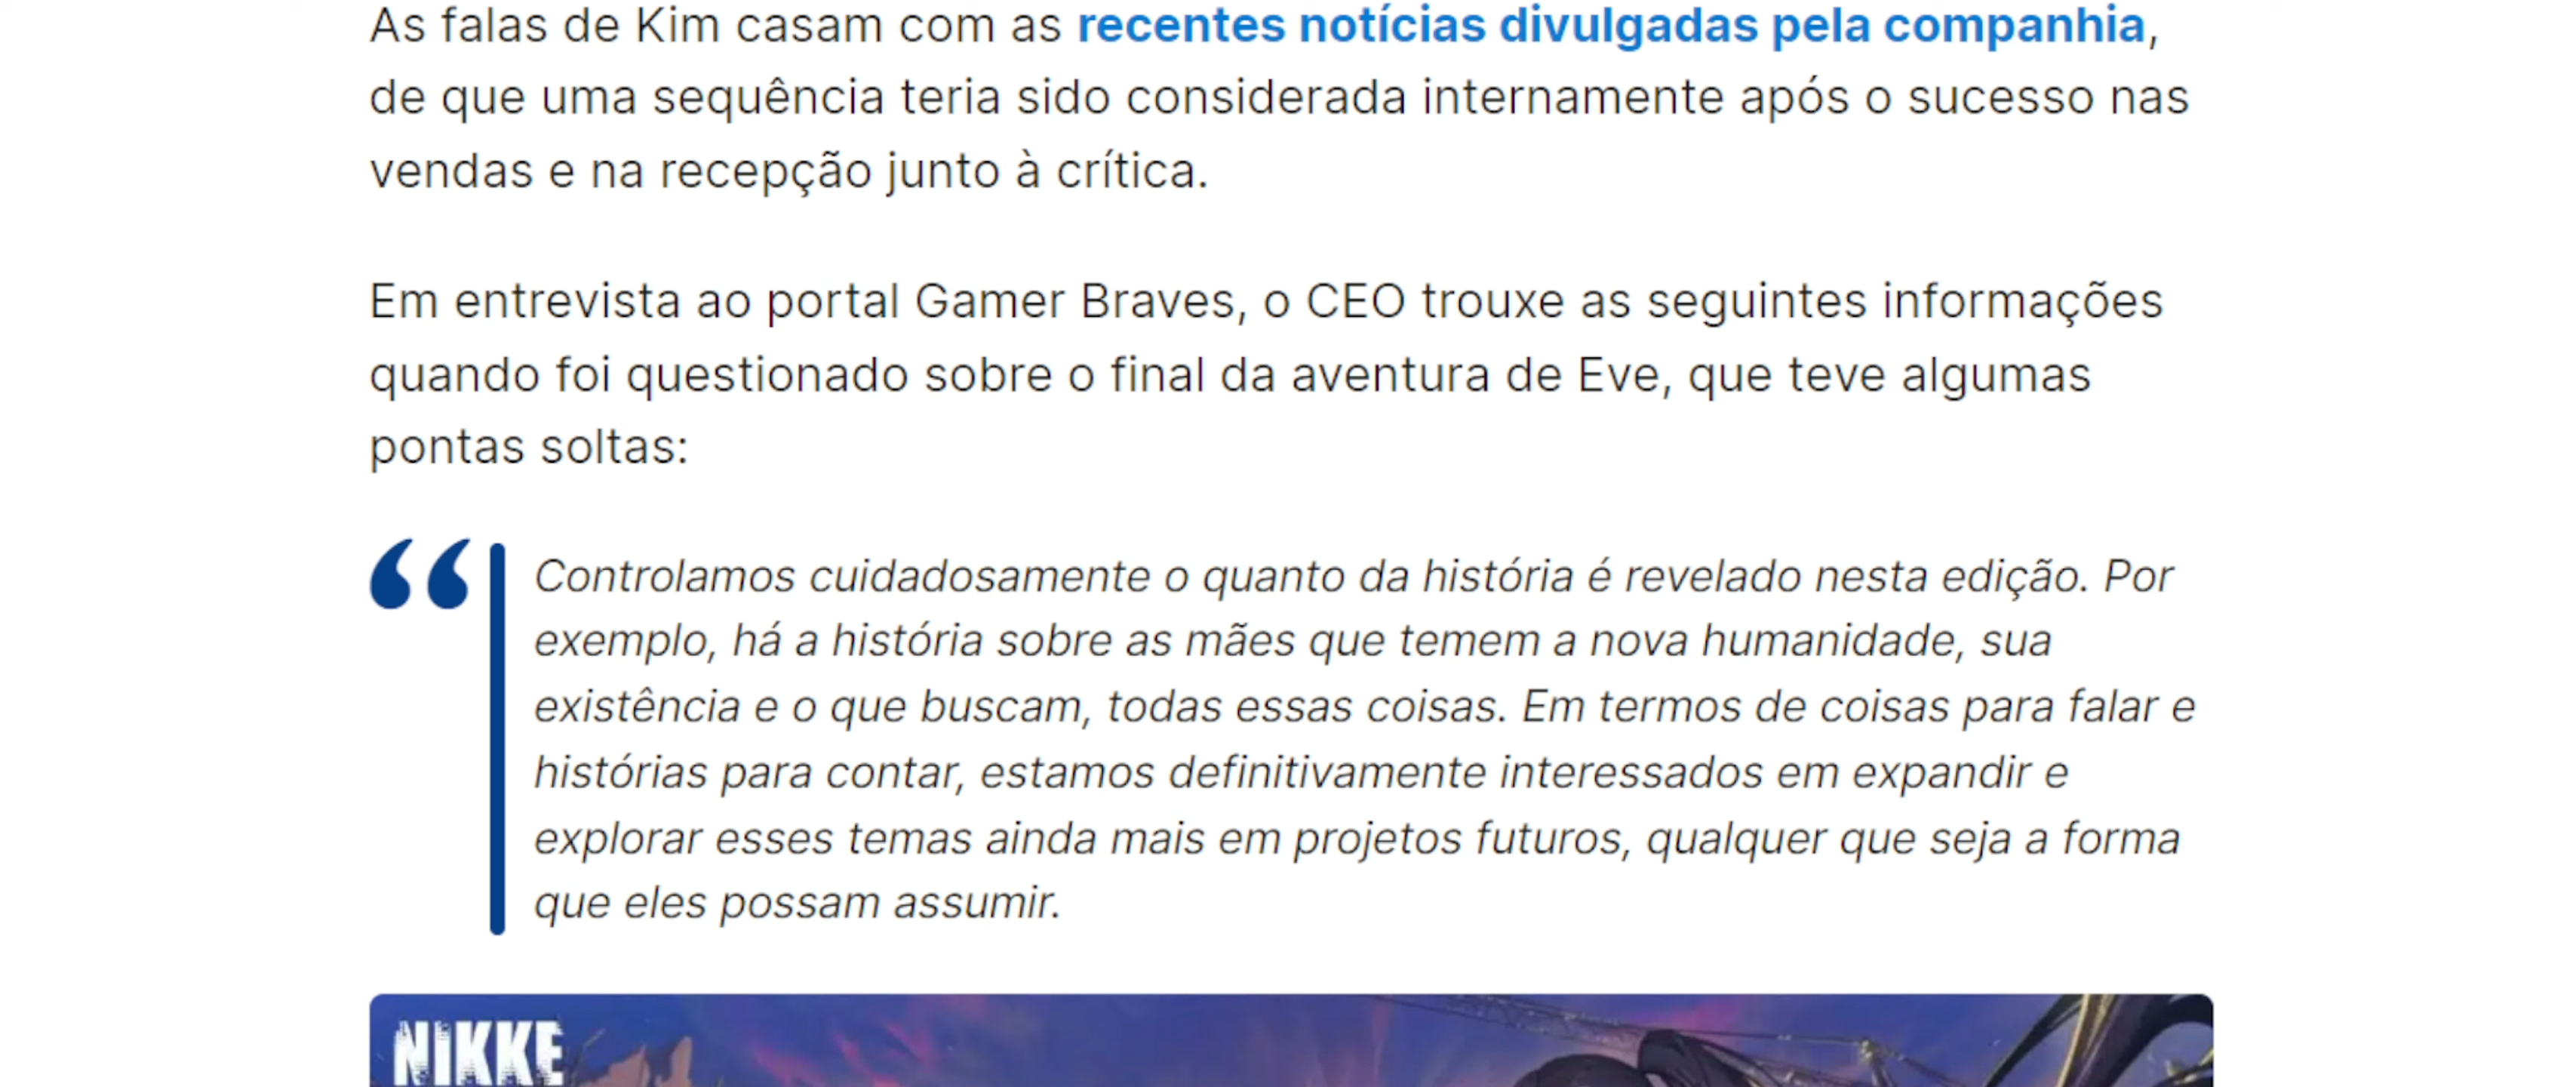 As falas de Kim casam com as recentes notícias divulgadas pela companhia,
de que uma sequência teria sido considerada internamente após o sucesso nas
vendas e na recepção junto à crítica.
Em entrevista ao portal Gamer Braves, o CEO trouxe as seguintes informações
quando foi questionado sobre o final da aventura de Eve, que teve algumas
pontas soltas:
“ Controlamos cuidadosamente o quanto da história é revelado nesta edição. Por
exemplo, há a história sobre as mães que temem a nova humanidade, sua
existência e o que buscam, todas essas coisas. Em termos de coisas para falar e
histórias para contar, estamos definitivamente interessados em expandir e
explorar esses temas ainda mais em projetos futuros, qualquer que seja a forma
que eles possam assumir.
NIKKE